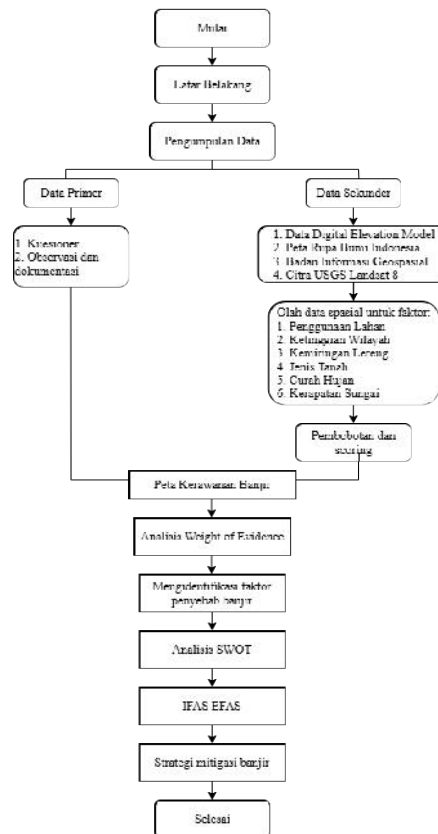 Mulai
Latar Belakang
Pengumpulan Data
Data Primer
Data Sekunder
1. Kuesioner
2. Observasi dan
dokumentasi
1. Data Digital Elevation Model
2. Peta Rupa Bumi Indonesia
3. Badan Informasi Geospasial
4. Citra USGS Landsat 8
Olah data spasial untuk faktor:
1. Penggunaan Lahan
2. Ketinggian Wilayah
3. Kemiringan Lereng
4. Jenis Tanah
5. Curah Hujan
6. Kerapatan Sungai
Pembobotan dan
scoring
Peta Kerawanan Banjir
Analisis Weight of Evidence
Mengidentifikasi faktor
penyebab banjir
Analisis SWOT
IFAS EFAS
Strategi mitigasi banjir
Selesai